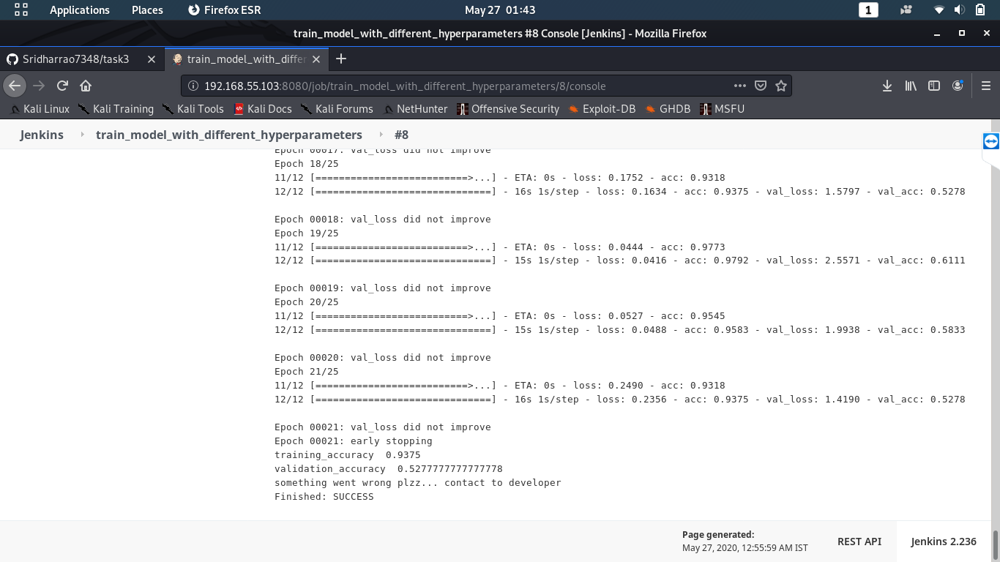 Applications Places Firefox ESR May 27 01:43 1
train_model_with_different_hyperparameters #8 Console [Jenkins] - Mozilla Firefox
Sridharrao7348/task3 train_model_with_differ
192.168.55.103:8080/job/train_model_with_different_hyperparameters/8/console
Kali Linux Kali Training Kali Tools Kali Docs Kali Forums NetHunter Offensive Security Exploit-DB GHDB MSFU
Jenkins train_model_with_different_hyperparameters #8
Epoch 00017: val_loss did not improve
Epoch 18/25
11/12 [==========================>...] - ETA: 0s - loss: 0.1752 - acc: 0.9318
12/12 [==============================] - 16s 1s/step - loss: 0.1634 - acc: 0.9375 - val_loss: 1.5797 - val_acc: 0.5278
Epoch 00018: val_loss did not improve
Epoch 19/25
11/12 [==========================>...] - ETA: 0s - loss: 0.0444 - acc: 0.9773
12/12 [==============================] - 15s 1s/step - loss: 0.0416 - acc: 0.9792 - val_loss: 2.5571 - val_acc: 0.6111
Epoch 00019: val_loss did not improve
Epoch 20/25
11/12 [==========================>...] - ETA: 0s - loss: 0.0527 - acc: 0.9545
12/12 [==============================] - 15s 1s/step - loss: 0.0488 - acc: 0.9583 - val_loss: 1.9938 - val_acc: 0.5833
Epoch 00020: val_loss did not improve
Epoch 21/25
11/12 [==========================>...] - ETA: 0s - loss: 0.2490 - acc: 0.9318
12/12 [==============================] - 16s 1s/step - loss: 0.2356 - acc: 0.9375 - val_loss: 1.4190 - val_acc: 0.5278
Epoch 00021: val_loss did not improve
Epoch 00021: early stopping
training_accuracy  0.9375
validation_accuracy  0.5277777777777778
something went wrong plzz... contact to developer
Finished: SUCCESS
Page generated:
May 27, 2020, 12:55:59 AM IST
REST API Jenkins 2.236